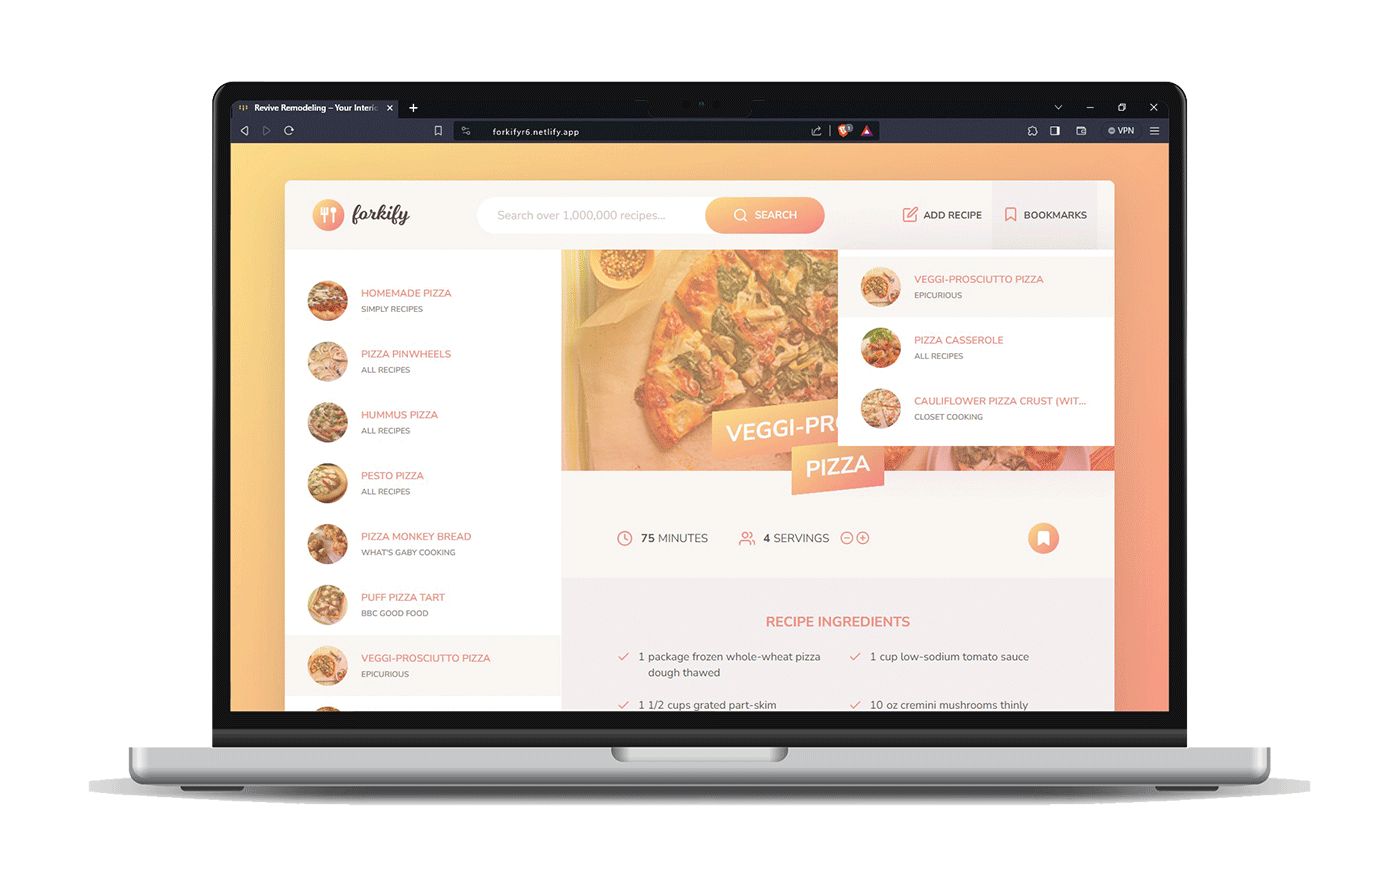 Revive Remodeling – Your Interio
forkifyr6.netlify.app
VPN
forkify
Search over 1,000,000 recipes...
SEARCH
ADD RECIPE
BOOKMARKS
HOMEMADE PIZZA
SIMPLY RECIPES
PIZZA PINWHEELS
ALL RECIPES
HUMMUS PIZZA
ALL RECIPES
PESTO PIZZA
ALL RECIPES
PIZZA MONKEY BREAD
WHAT'S GABY COOKING
PUFF PIZZA TART
BBC GOOD FOOD
VEGGI-PROSCIUTTO PIZZA
EPICURIOUS
VEGGI-PROSCIUTTO PIZZA
EPICURIOUS
PIZZA CASSEROLE
ALL RECIPES
CAULIFLOWER PIZZA CRUST (WIT...
CLOSET COOKING
VEGGI-PRO
PIZZA
75 MINUTES
4 SERVINGS
RECIPE INGREDIENTS
1 package frozen whole-wheat pizza
dough thawed
1 cup low-sodium tomato sauce
1 1/2 cups grated part-skim
10 oz cremini mushrooms thinly